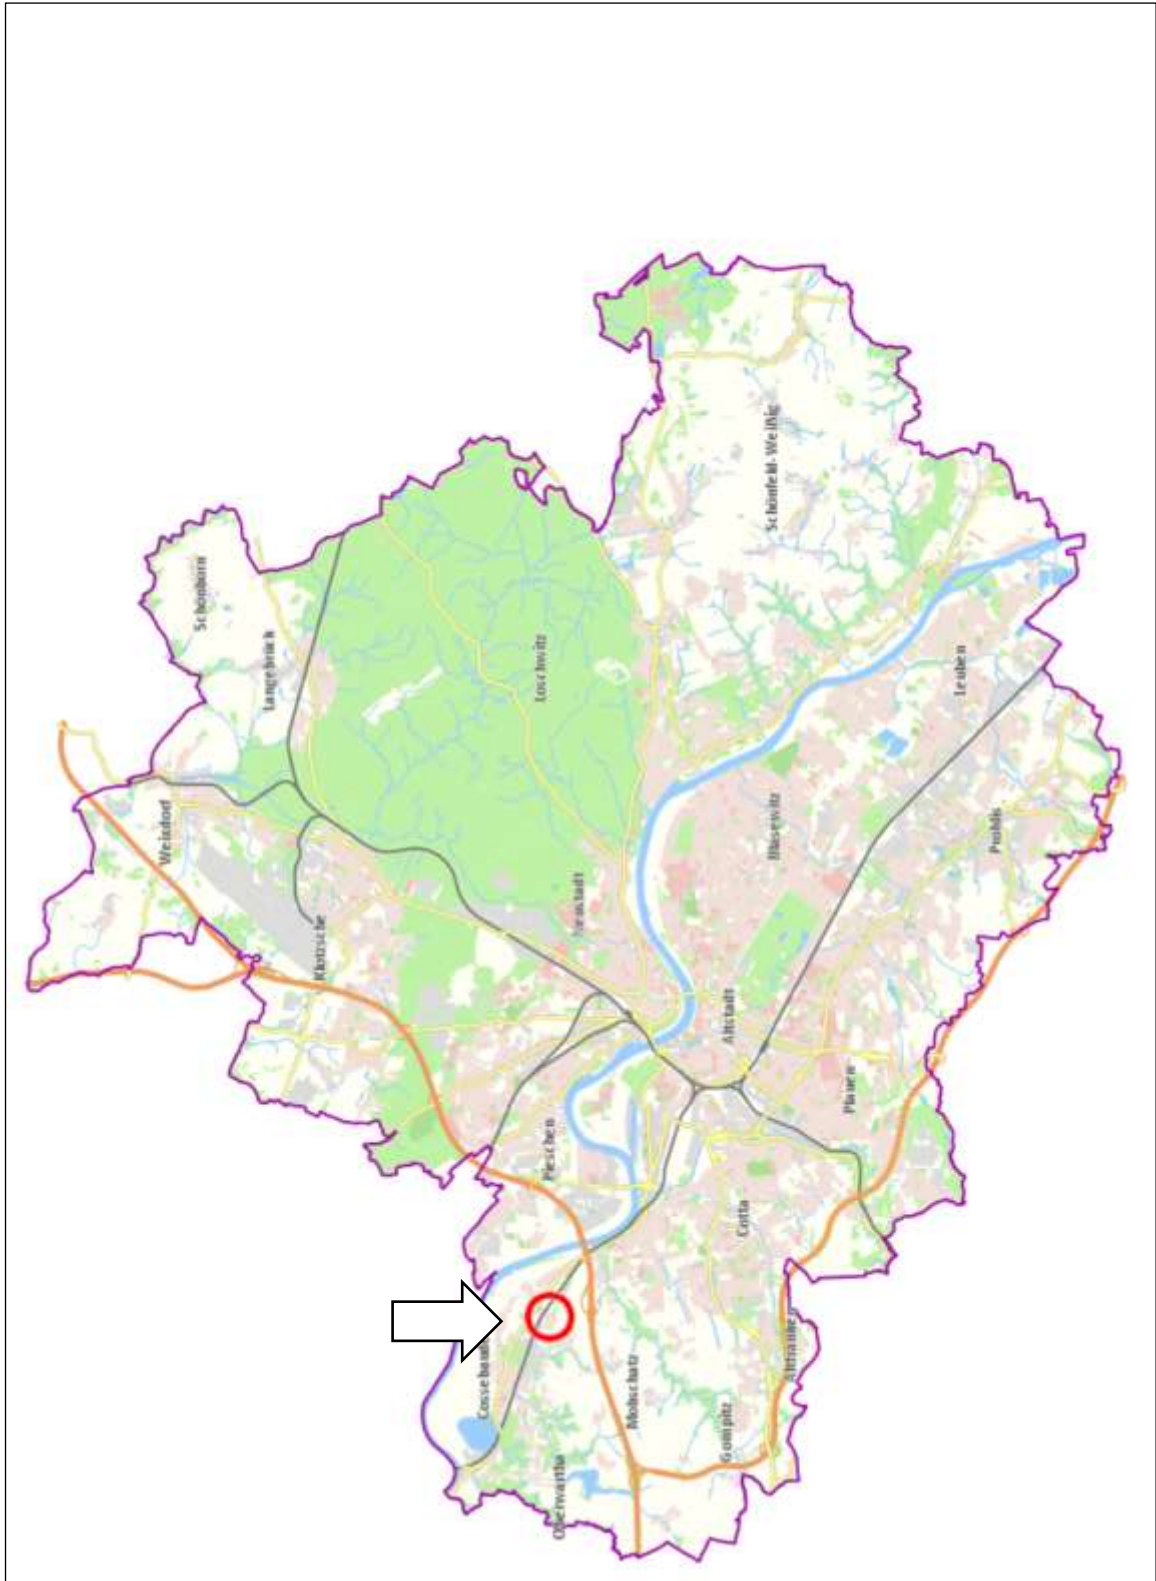 Weixdorf
Schönborn
Langebrück
Klotzsche
Loschwitz
Schönfeld-Weißig
Neustadt
Pieschen
Cossebaude
Oberwartha
Mobschatz
Gompitz
Altfranken
Cotta
Altstadt
Blasewitz
Plauen
Prohlis
Leuben